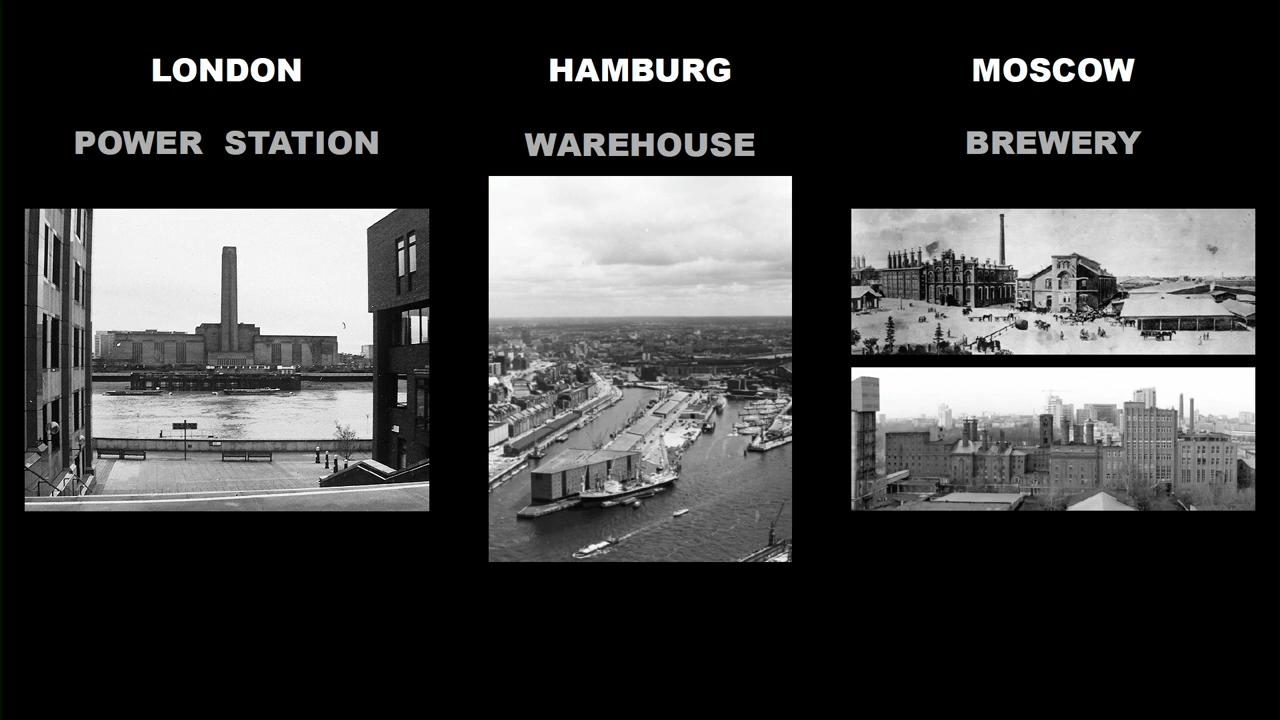 LONDON
POWER STATION
HAMBURG
WAREHOUSE
MOSCOW
BREWERY